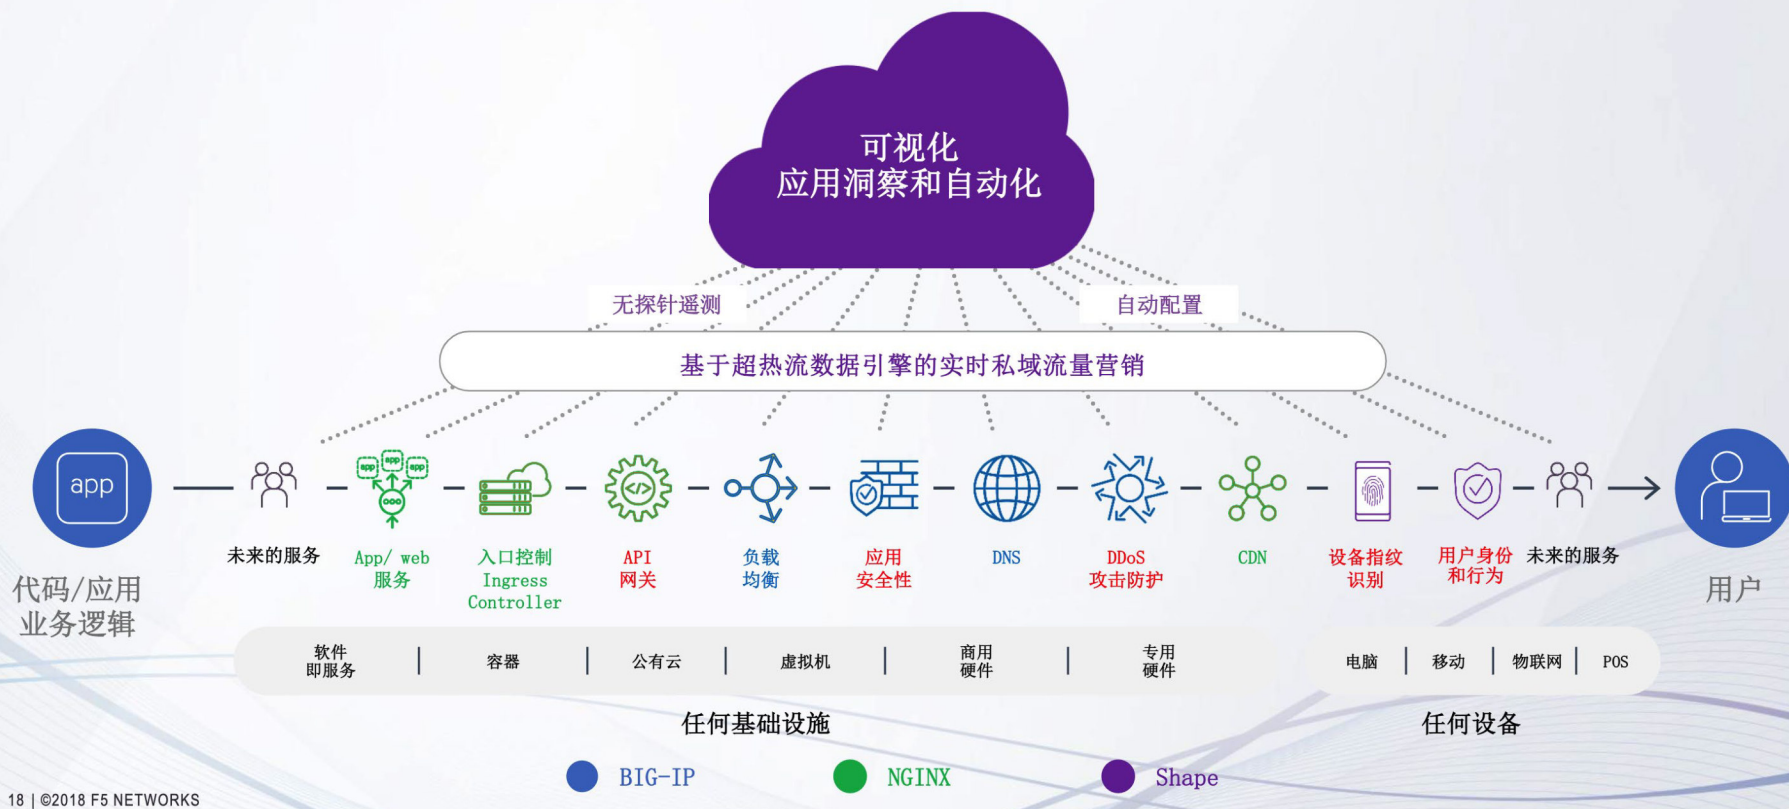 可视化
应用洞察和自动化
无探针遥测
自动配置
基于超热流数据引擎的实时私域流量营销
app
app
app
app
未来的服务
App/ web
服务
入口控制
Ingress
Controller
API
网关
负载
均衡
应用
安全性
DNS
DDoS
攻击防护
CDN
设备指纹
识别
用户身份
和行为
未来的服务
代码/应用
业务逻辑
用户
软件
即服务
容器
公有云
虚拟机
商用
硬件
专用
硬件
电脑
移动
物联网
POS
任何基础设施
任何设备
BIG-IP
NGINX
Shape
18 | ©2018 F5 NETWORKS